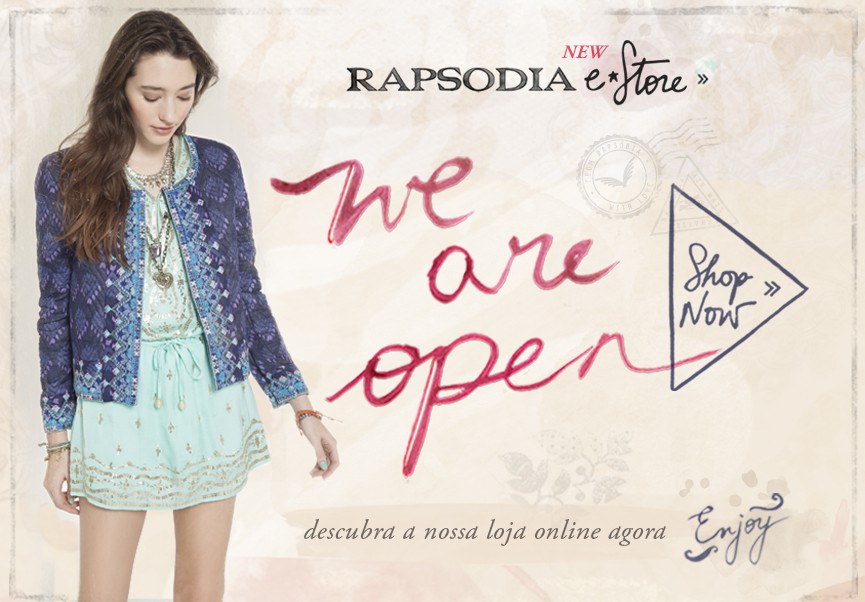 NEW
RAPSODIA e★Store »
we
are
open
Shop
Now »
descubra a nossa loja online agora
Enjoy